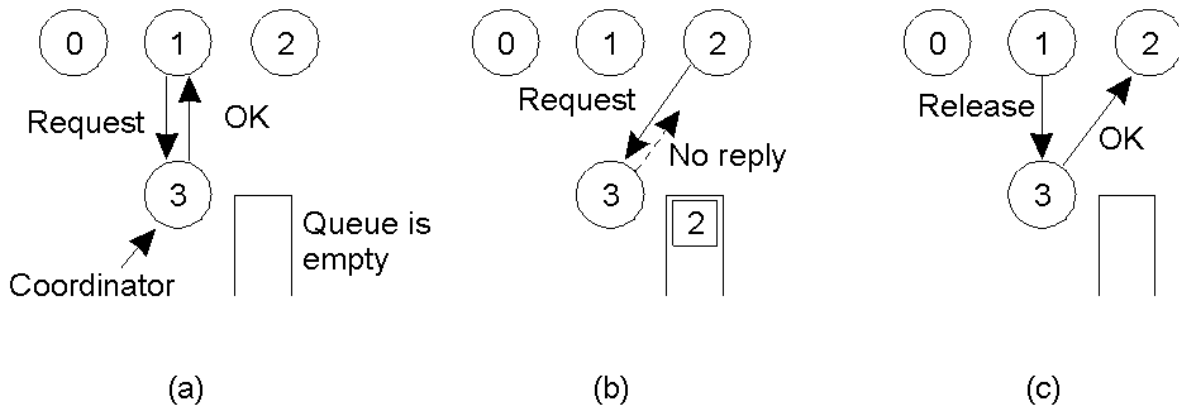 0 1 2
Request
OK
3
Queue is
empty
Coordinator
(a)
0 1 2
Request
No reply
3
2
(b)
0 1 2
Release
OK
3
(c)